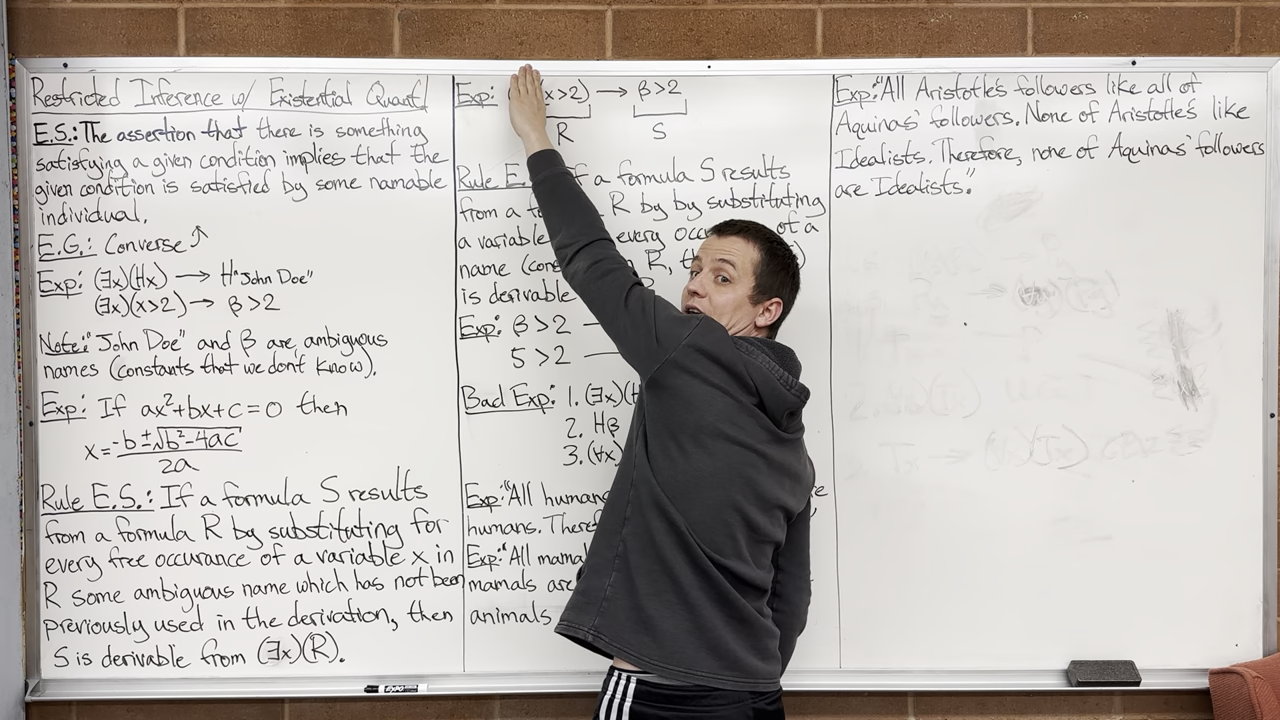 Restricted Inference w/ Existential Quant.
E.S.: The assertion that there is something
satisfying a given condition implies that the
given condition is satisfied by some namable
individual.
E.G.: Converse ↑
Exp: (∃x)(Hx) → H"John Doe"
(∃x)(x>2) → β>2
Note: "John Doe" and β are ambiguous
names (constants that we don't know).
Exp: If ax²+bx+c=0 then
x = -b±√b²-4ac
2a
Rule E.S.: If a formula S results
from a formula R by substituting for
every free occurance of a variable x in
R some ambiguous name which has not been
previously used in the derivation, then
S is derivable from (∃x)(R).
Exp: (x>2) → β>2
R S
Rule E. If a formula S results
from a R by by substituting
a variable every of a
name R,
is derivable
Exp: β>2
5>2
Bad Exp: 1. (∃x)(H
2. Hβ
3. (∀x)
Exp: "All humans
humans.
Exp: "All
mamals are
animals
Exp: "All Aristotle's followers like all of
Aquinas' followers. None of Aristotle's like
Idealists. Therefore, none of Aquinas' followers
are Idealists."
EXPO